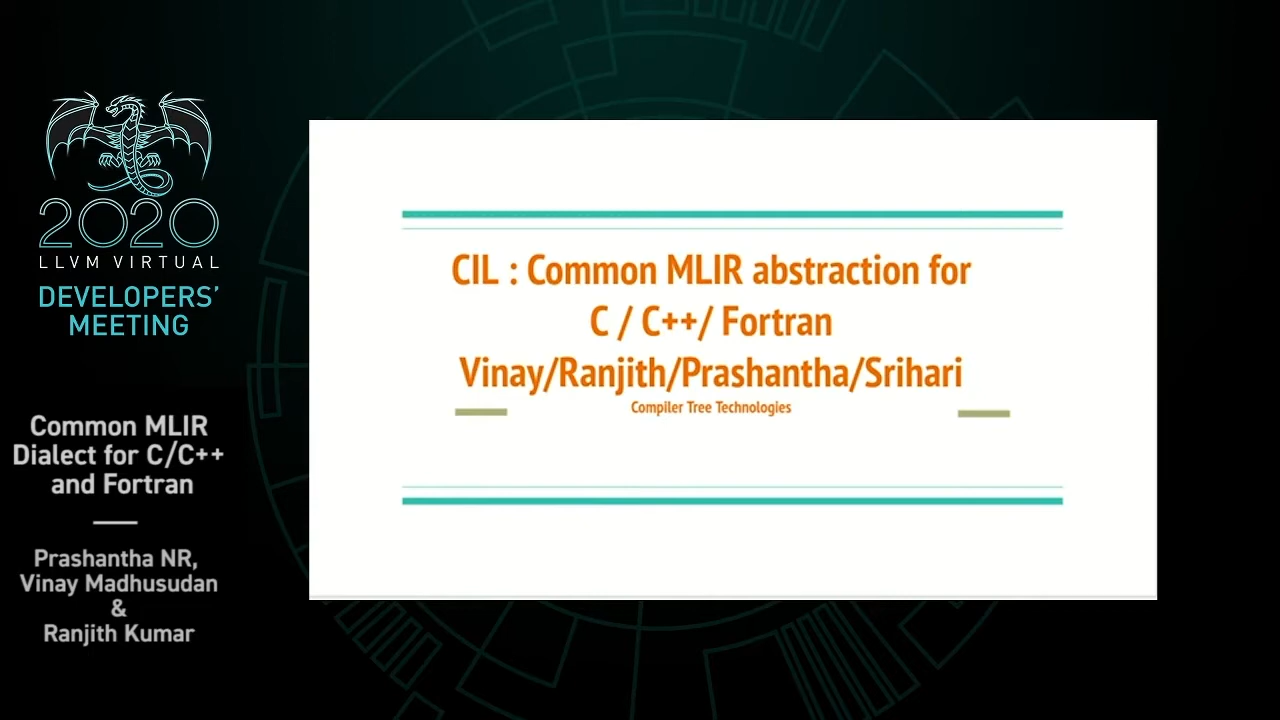 2020
LLVM VIRTUAL
DEVELOPERS'
MEETING
Common MLIR
Dialect for C/C++
and Fortran
Prashantha NR,
Vinay Madhusudan
&
Ranjith Kumar
CIL : Common MLIR abstraction for
C / C++/ Fortran
Vinay/Ranjith/Prashantha/Srihari
Compiler Tree Technologies